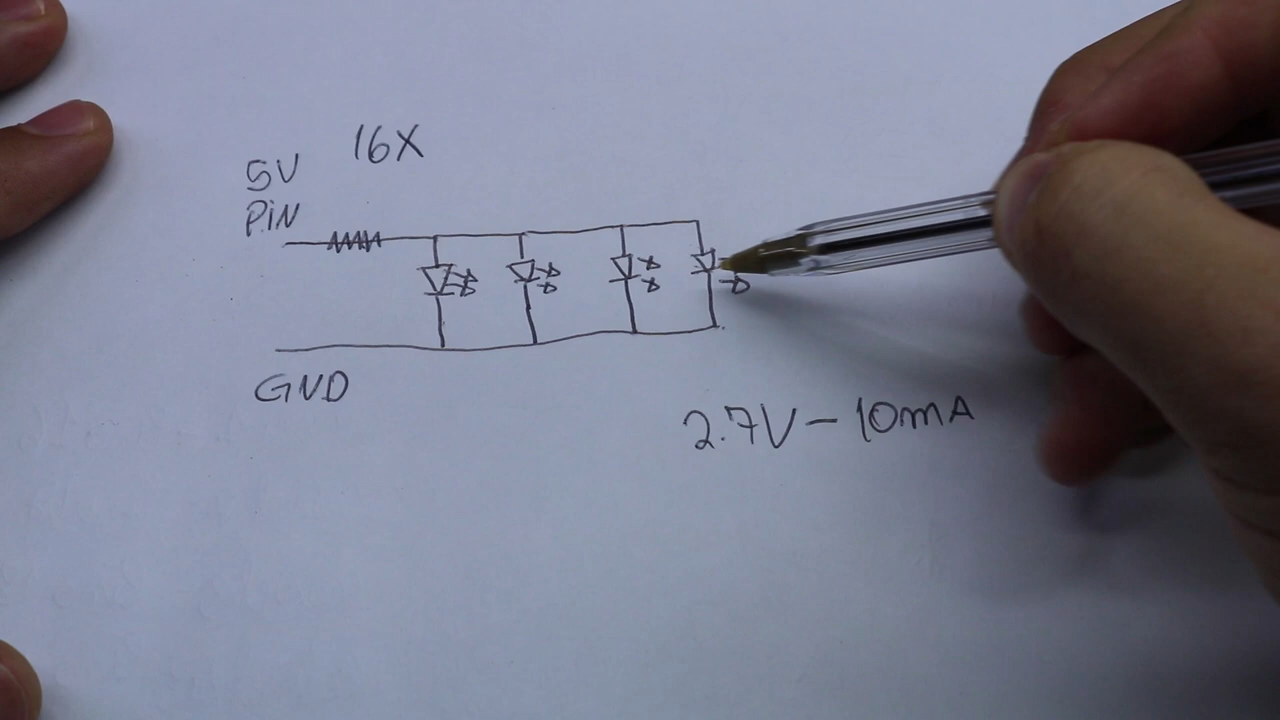 16X
5V
PiN
GND
2.7V – 10mA